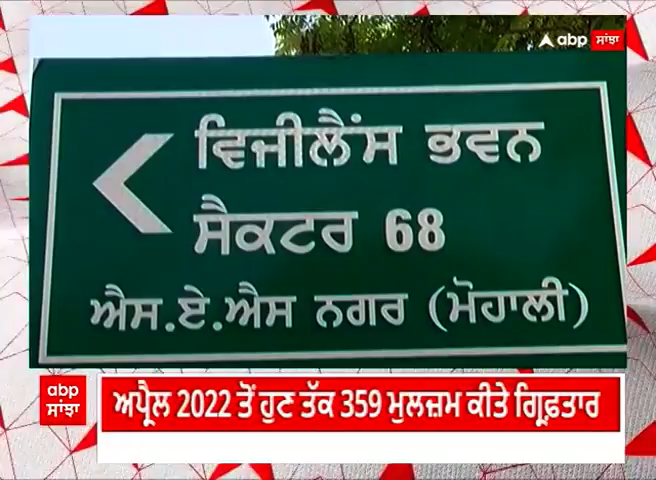 abp ਸਾਂਝਾ
ਵਿਜੀਲੈਂਸ ਭਵਨ
ਸੈਕਟਰ 68
ਐਸ.ਏ.ਐਸ ਨਗਰ (ਮੋਹਾਲੀ)
abp ਸਾਂਝਾ
ਅਪ੍ਰੈਲ 2022 ਤੋਂ ਹੁਣ ਤੱਕ 359 ਮੁਲਜ਼ਮ ਕੀਤੇ ਗ੍ਰਿਫ਼ਤਾਰ